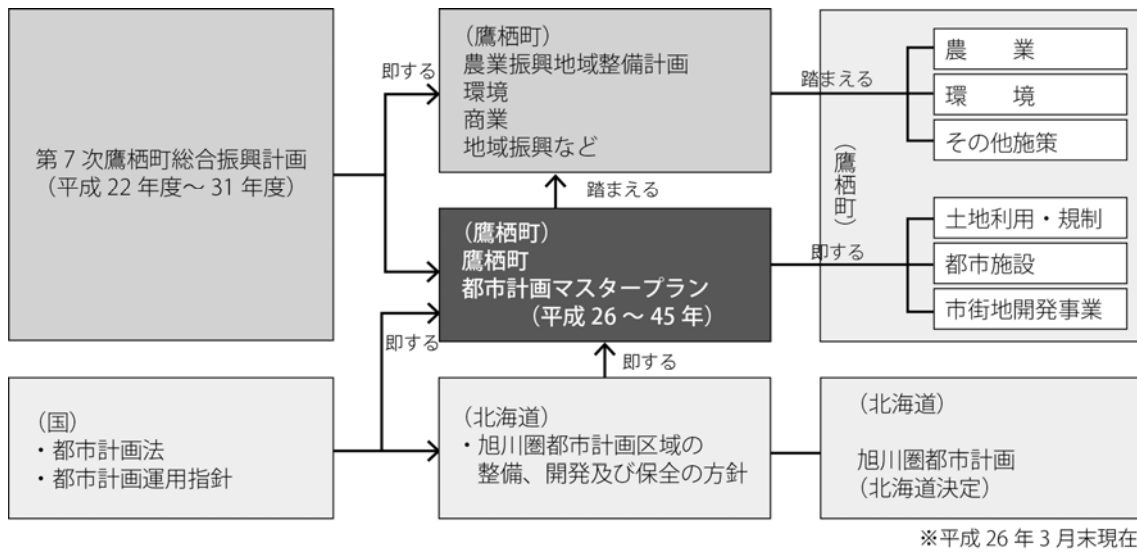 第7次鷹栖町総合振興計画
（平成22年度～31年度）
即する
（鷹栖町）
農業振興地域整備計画
環境
商業
地域振興など
踏まえる
農　　業
環　　境
その他施策
（鷹栖町）
踏まえる
（鷹栖町）
鷹栖町
都市計画マスタープラン
（平成26～45年）
即する
土地利用・規制
都市施設
市街地開発事業
即する
即する
（国）
・都市計画法
・都市計画運用指針
（北海道）
・旭川圏都市計画区域の
整備、開発及び保全の方針
（北海道）
旭川圏都市計画
（北海道決定）
※平成26年3月末現在